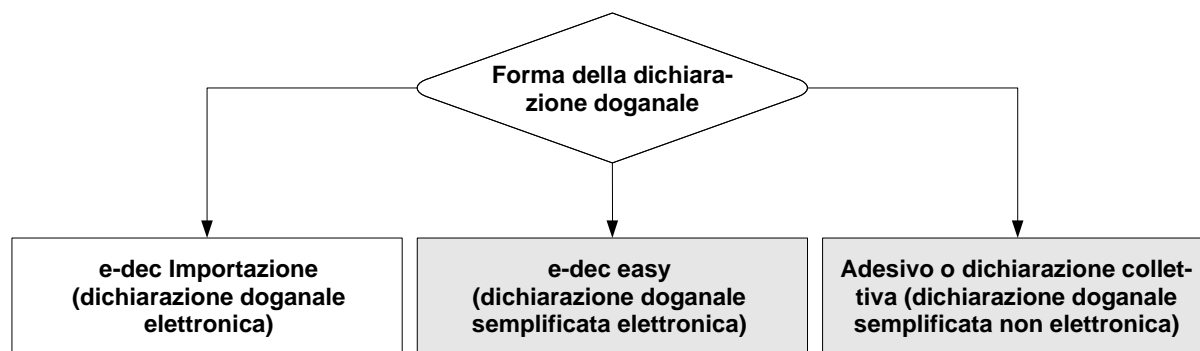 Forma della dichiara-
zione doganale
e-dec Importazione
(dichiarazione doganale
elettronica)
e-dec easy
(dichiarazione doganale
semplificata elettronica)
Adesivo o dichiarazione collet-
tiva (dichiarazione doganale
semplificata non elettronica)